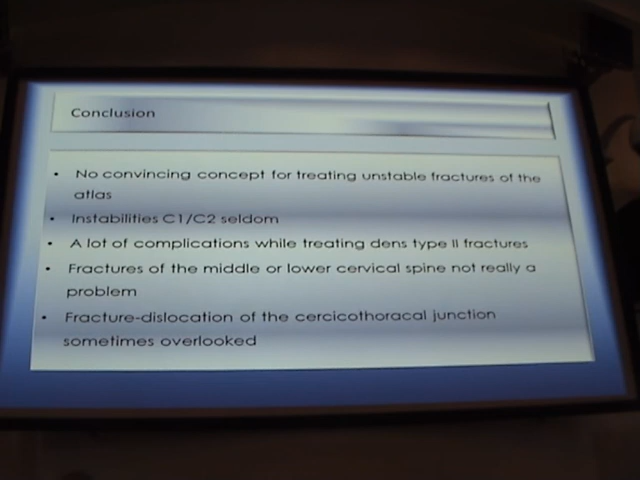 Conclusion
• No convincing concept for treating unstable fractures of the
atlas
• Instabilities C1/C2 seldom
• A lot of complications while treating dens type II fractures
• Fractures of the middle or lower cervical spine not really a
problem
• Fracture-dislocation of the cercicothoracal junction
sometimes overlooked